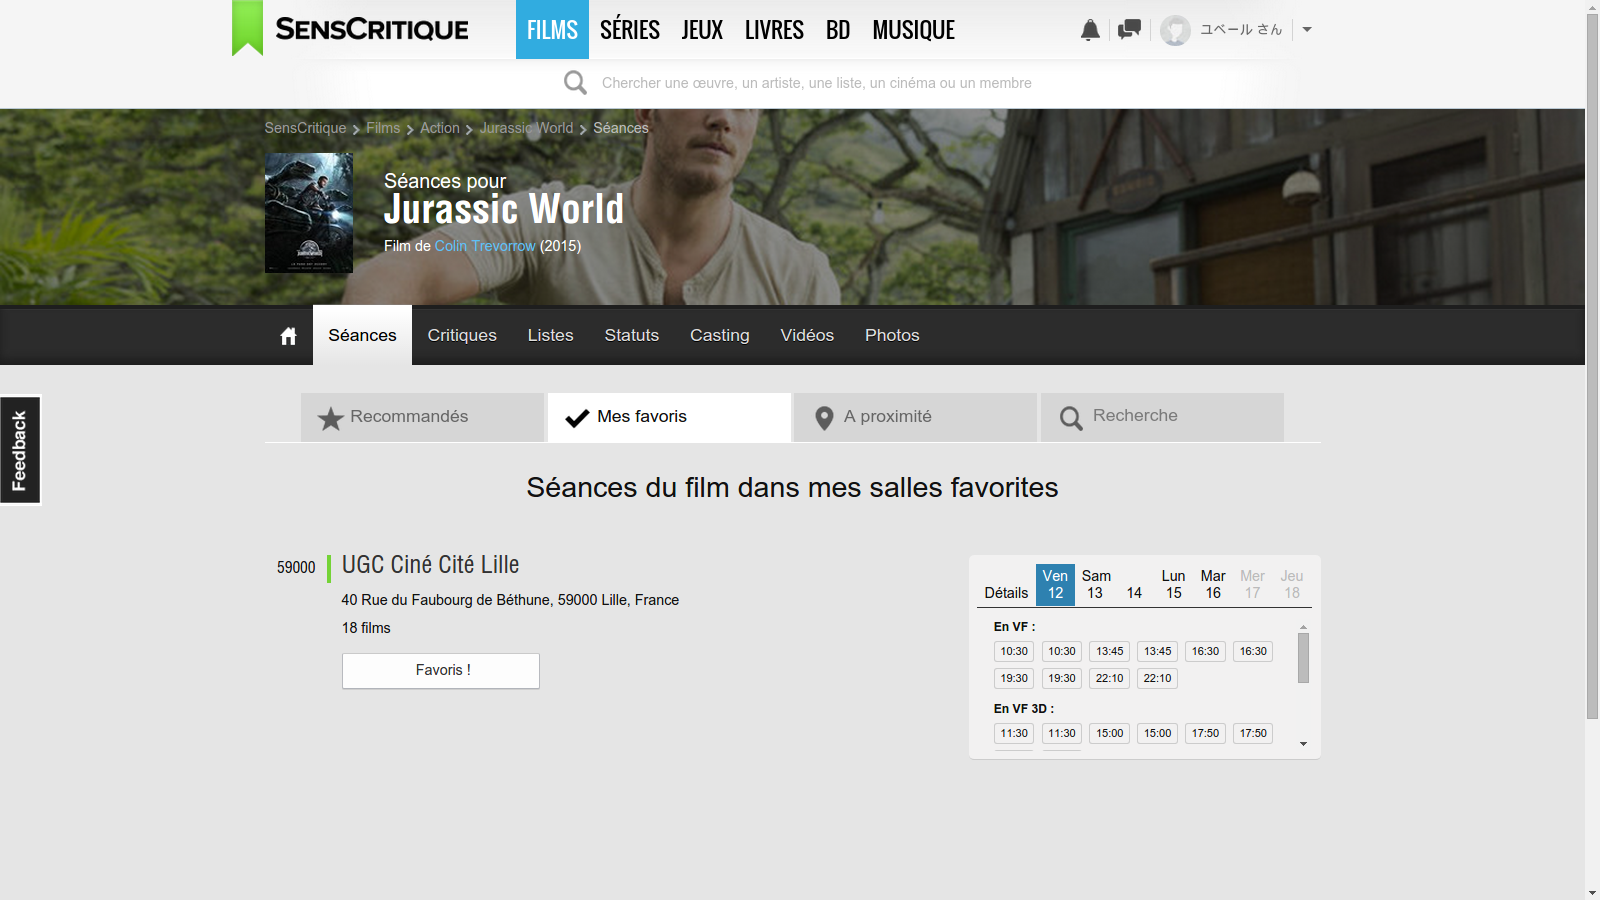 SENSCRITIQUE
FILMS SÉRIES JEUX LIVRES BD MUSIQUE
ユベール さん
Chercher une œuvre, un artiste, une liste, un cinéma ou un membre
SensCritique Films Action Jurassic World Séances
Séances pour
Jurassic World
Film de Colin Trevorrow (2015)
JURASSIC WORLD
Séances Critiques Listes Statuts Casting Vidéos Photos
Feedback
Recommandés Mes favoris A proximité Recherche
Séances du film dans mes salles favorites
59000 UGC Ciné Cité Lille
40 Rue du Faubourg de Béthune, 59000 Lille, France
18 films
Favoris !
Ven Sam Lun Mar Mer Jeu
Détails 12 13 14 15 16 17 18
En VF :
10:30 10:30 13:45 13:45 16:30 16:30
19:30 19:30 22:10 22:10
En VF 3D :
11:30 11:30 15:00 15:00 17:50 17:50